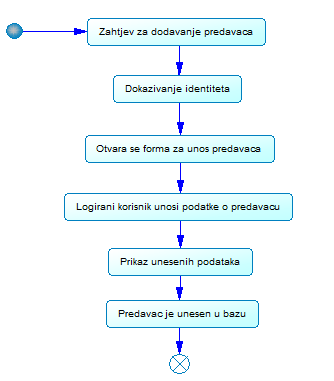 Zahtjev za dodavanje predavaca
Dokazivanje identiteta
Otvara se forma za unos predavaca
Logirani korisnik unosi podatke o predavacu
Prikaz unesenih podataka
Predavac je unesen u bazu